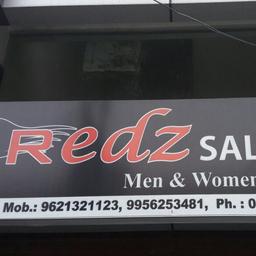 Redz SAL
Men & Women
Mob.: 9621321123, 9956253481, Ph. : 0